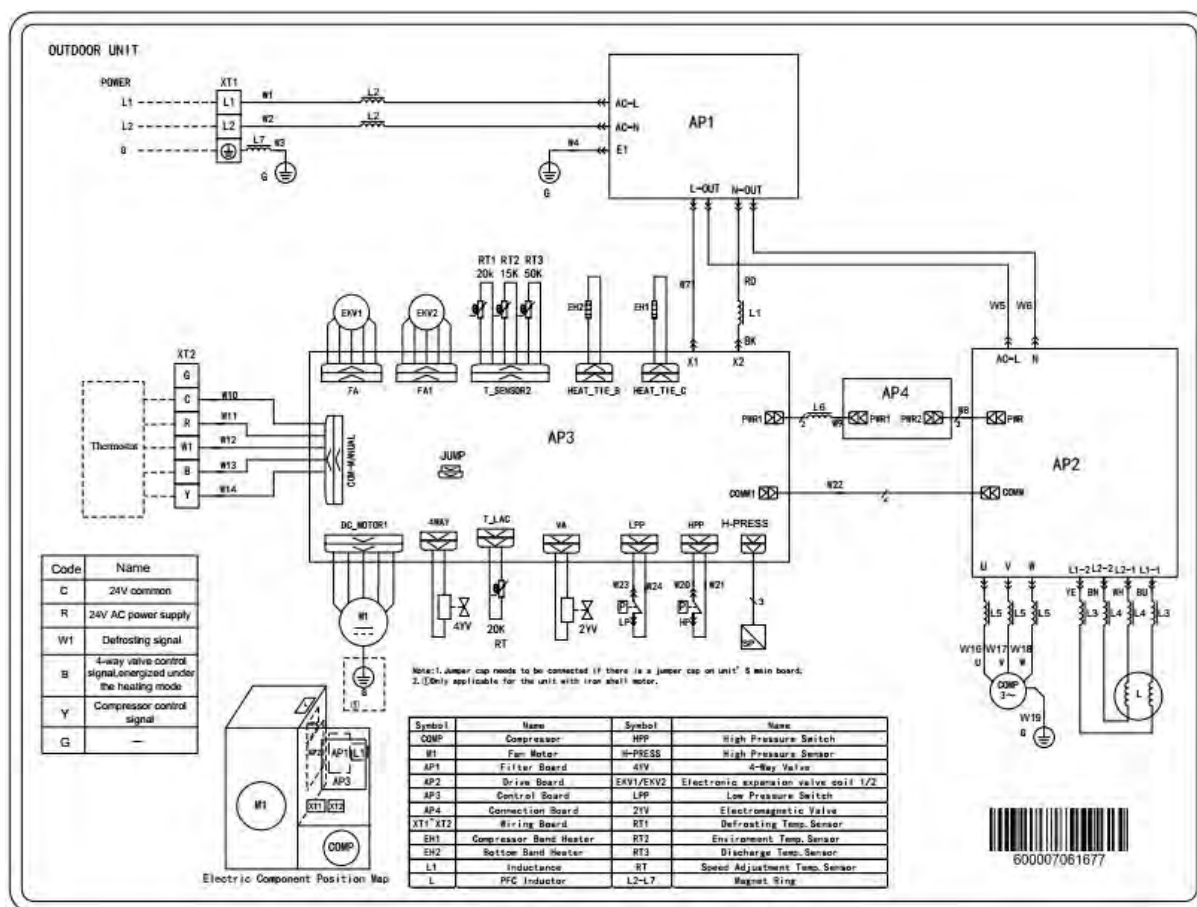 OUTDOOR UNIT
POWER
XT1
L1 L1 W1 L2 AC-L
L2 L2 W2 L2 AC-N
G L7 W3 W4 E1
G G
AP1
L-OUT N-OUT
RT1 RT2 RT3
20k 15K 50K
W7 RD W5 W6
EKV1 EKV2 EH2 EH1 L1
BK
X1 X2 AC-L N
FA FA1 T_SENSOR2 HEAT_TIE_B HEAT_TIE_C
XT2
G
C W10
R W11
W1 W12
B W13
Y W14
Thermostat
COM-MANUAL
AP3
JUMP
PWR1 L6 W9 PWR1 AP4 PWR2 W8 PWR
2
AP2
COMM1 W22 COMM
DC_MOTOR1 4WAY T_LAC VA LPP HPP H-PRESS
U V W L1-2 L2-2 L2-1 L1-1
YE BN WH BU
L5 L5 L5 L3 L4 L4 L3
W23 W24 W20 W21 3
M1 4YV 20K 2YV P LP P HP SP
RT
W16 W17 W18
U V W
COMP
3~
L
W19
G
G
①
Note:1.Jumper cap needs to be connected if there is a jumper cap on unit' S main board.
2.①Only applicable for the unit with iron shell motor.
Code Name
C 24V common
R 24V AC power supply
W1 Defrosting signal
B 4-way valve control
signal,energized under
the heating mode
Y Compressor control
signal
G —
L
AP2 AP1 L1
AP3
XT1 XT2
M1
COMP
Electric Component Position Map
Symbol Name Symbol Name
COMP Compressor HPP High Pressure Switch
M1 Fan Motor H-PRESS High Pressure Sensor
AP1 Filter Board 4YV 4-Way Valve
AP2 Drive Board EKV1/EKV2 Electronic expansion valve coil 1/2
AP3 Control Board LPP Low Pressure Switch
AP4 Connection Board 2YV Electromagnetic Valve
XT1~XT2 Wiring Board RT1 Defrosting Temp.Sensor
EH1 Compressor Band Heater RT2 Environment Temp.Sensor
EH2 Bottom Band Heater RT3 Discharge Temp.Sensor
L1 Inductance RT Speed Adjustment Temp.Sensor
L PFC Inductor L2-L7 Magnet Ring
600007061677